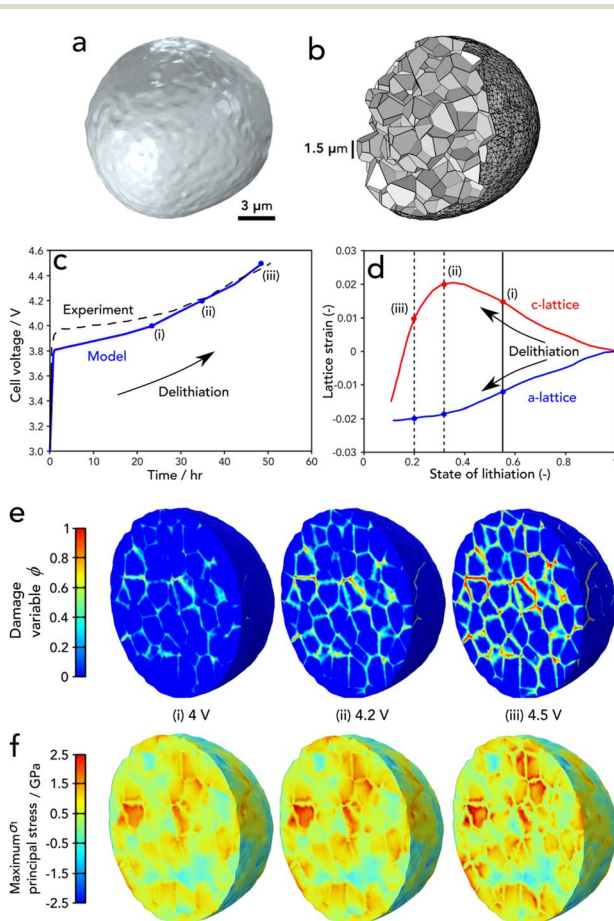 a
b
3 μm
1.5 μm
c
4.6
4.4
4.2
4.0
3.8
3.6
3.4
3.2
3.0
0 10 20 30 40 50 60
Cell voltage / V
Time / hr
Experiment
Model
Delithiation
(i)
(ii)
(iii)
d
0.03
0.02
0.01
0
-0.01
-0.02
-0.03
0 0.2 0.4 0.6 0.8 1
Lattice strain (-)
State of lithiation (-)
(iii)
(ii)
(i)
c-lattice
Delithiation
a-lattice
e
Damage
variable ϕ
1
0.8
0.6
0.4
0.2
0
(i) 4 V
(ii) 4.2 V
(iii) 4.5 V
f
Maximum σ₁
principal stress / GPa
2.5
1.5
0.5
-0.5
-1.5
-2.5